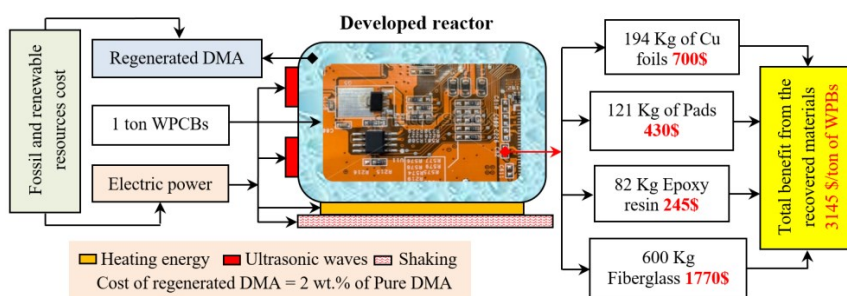 Developed reactor
Fossil and renewable
resources cost
Regenerated DMA
1 ton WPCBs
Electric power
194 Kg of Cu
foils 700$
121 Kg of Pads
430$
82 Kg Epoxy
resin 245$
600 Kg
Fiberglass 1770$
Total benefit from the
recovered materials
3145 $/ton of WPBs
Heating energy
Ultrasonic waves
Shaking
Cost of regenerated DMA = 2 wt.% of Pure DMA